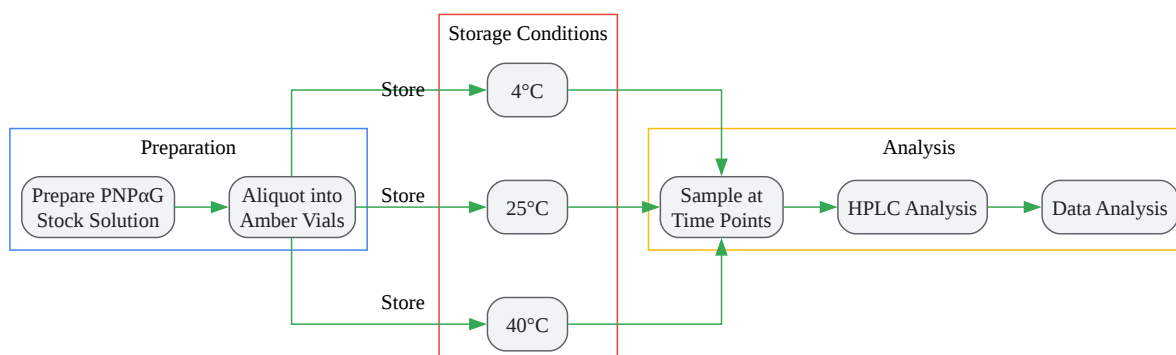 Storage Conditions
Store
4°C
Preparation
Prepare PNPαG
Stock Solution
Aliquot into
Amber Vials
Store
25°C
Analysis
Sample at
Time Points
HPLC Analysis
Data Analysis
Store
40°C